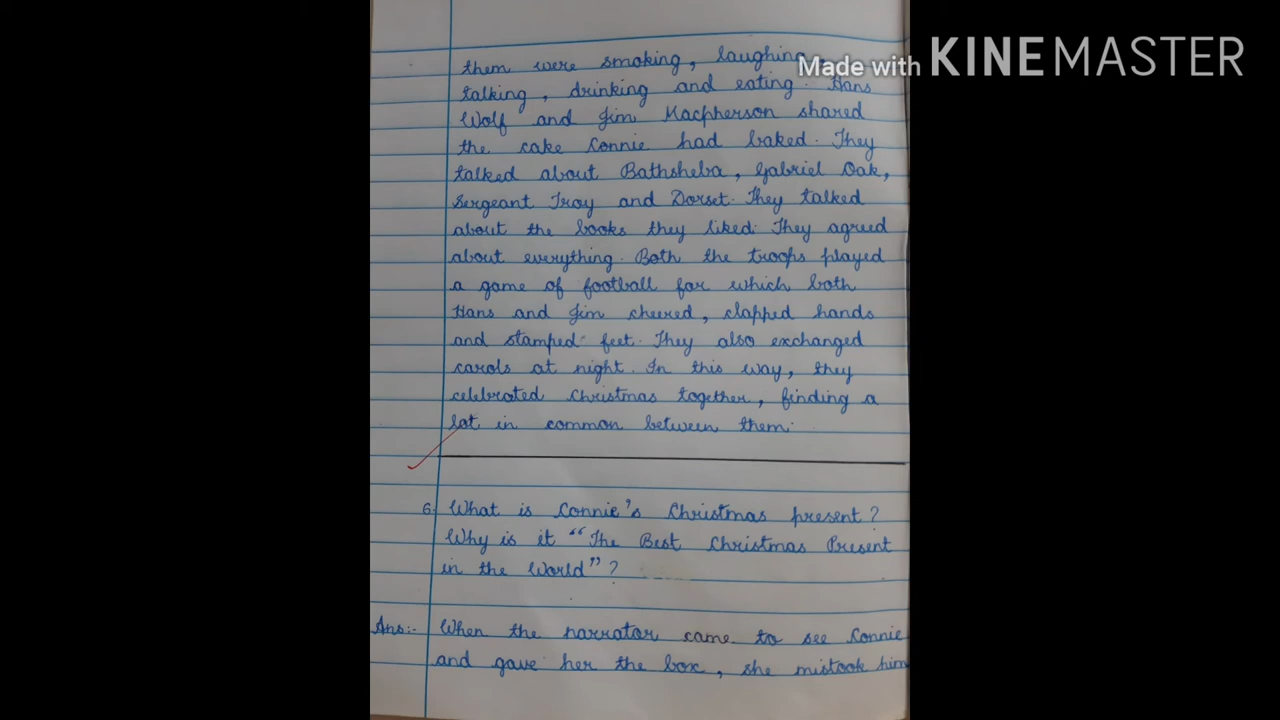 Made with KINEMASTER
them were smoking, laughing
talking, drinking and eating. Hans
Wolf and Jim Macpherson shared
the cake Connie had baked. They
talked about Bathsheba, Gabriel Oak,
Sergeant Troy and Dorset. They talked
about the books they liked. They agreed
about everything. Both the troops played
a game of football for which both
Hans and Jim cheered, clapped hands
and stamped feet. They also exchanged
carols at night. In this way, they
celebrated Christmas together, finding a
lot in common between them.
6. What is Connie's Christmas present?
Why is it "The Best Christmas Present
in the World"?
Ans:- When the narrator came to see Connie
and gave her the box, she mistook him